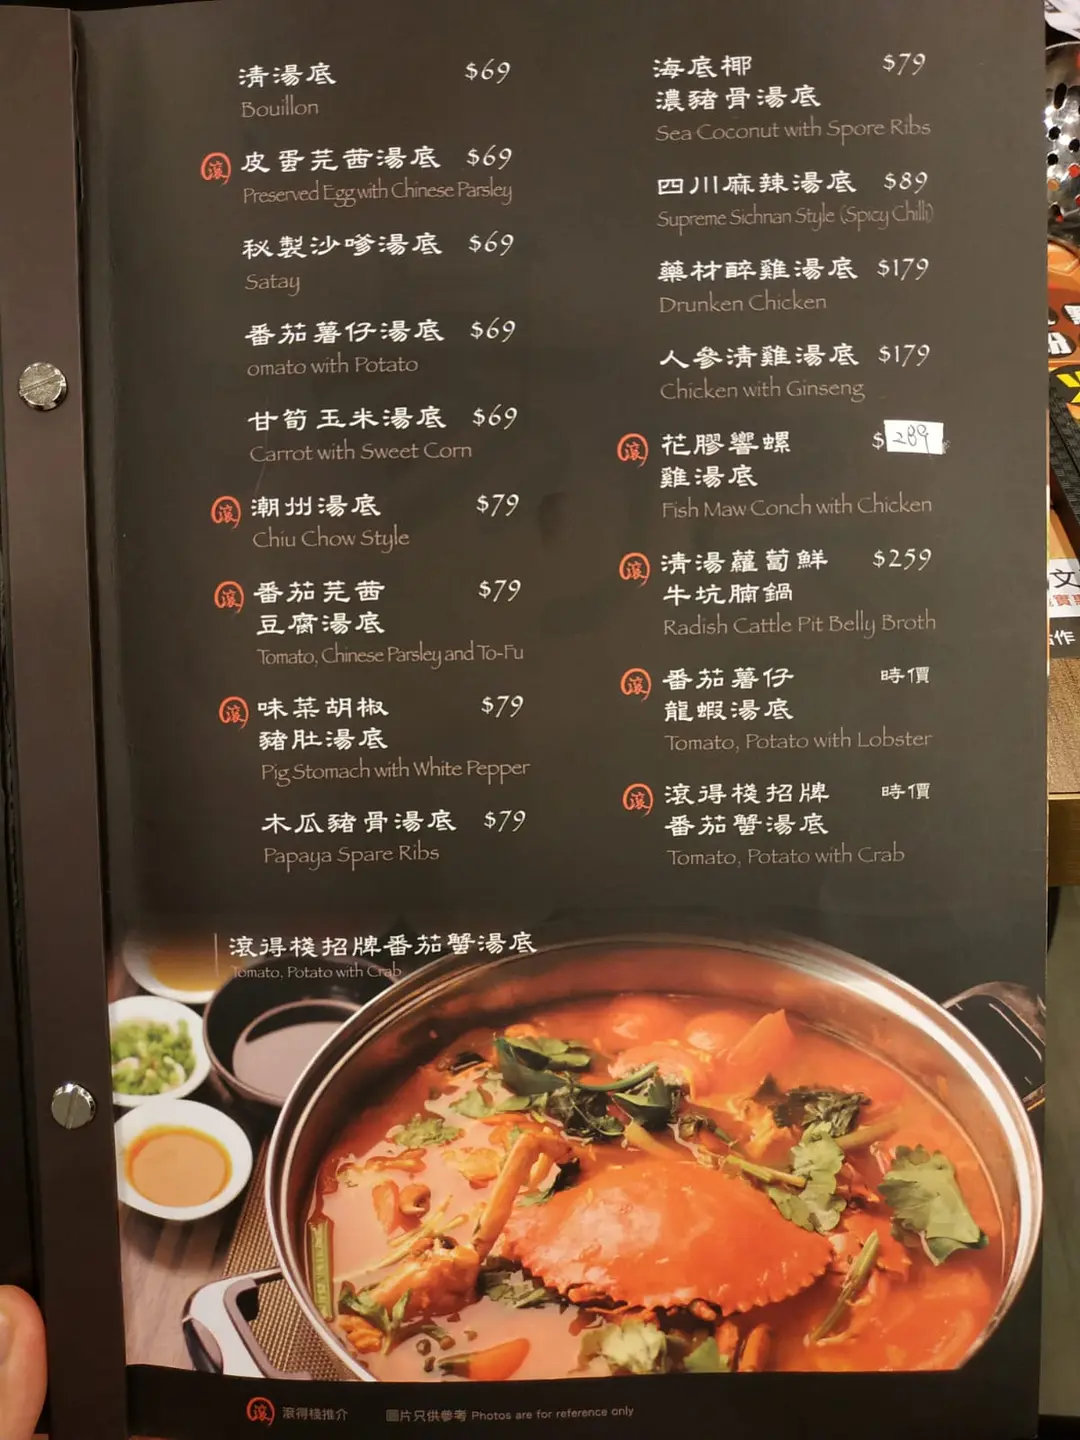 清湯底 $69
Bouillon
滾 皮蛋芫茜湯底 $69
Preserved Egg with Chinese Parsley
秘製沙嗲湯底 $69
Satay
番茄薯仔湯底 $69
omato with Potato
甘筍玉米湯底 $69
Carrot with Sweet Corn
滾 潮州湯底 $79
Chiu Chow Style
滾 番茄芫茜 $79
豆腐湯底
Tomato, Chinese Parsley and To-Fu
滾 味菜胡椒 $79
豬肚湯底
Pig Stomach with White Pepper
木瓜豬骨湯底 $79
Papaya Spare Ribs
海底椰 $79
濃豬骨湯底
Sea Coconut with Spore Ribs
四川麻辣湯底 $89
Supreme Sichnan Style (Spicy Chilli)
藥材醉雞湯底 $179
Drunken Chicken
人參清雞湯底 $179
Chicken with Ginseng
滾 花膠響螺 $289
雞湯底
Fish Maw Conch with Chicken
滾 清湯蘿蔔鮮 $259
牛坑腩鍋
Radish Cattle Pit Belly Broth
滾 番茄薯仔 時價
龍蝦湯底
Tomato, Potato with Lobster
滾 滾得棧招牌 時價
番茄蟹湯底
Tomato, Potato with Crab
滾得棧招牌番茄蟹湯底
Tomato, Potato with Crab
滾 滾得棧推介 圖片只供參考 Photos are for reference only
文
作